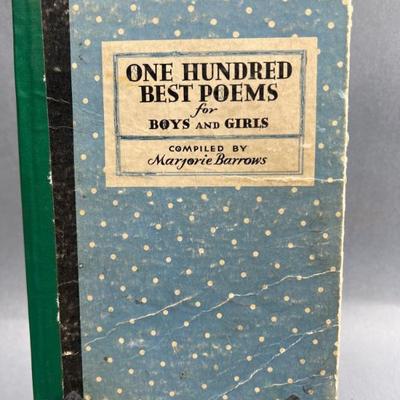 ONE HUNDRED
BEST POEMS
for
BOYS AND GIRLS
COMPILED BY
Marjorie Barrows